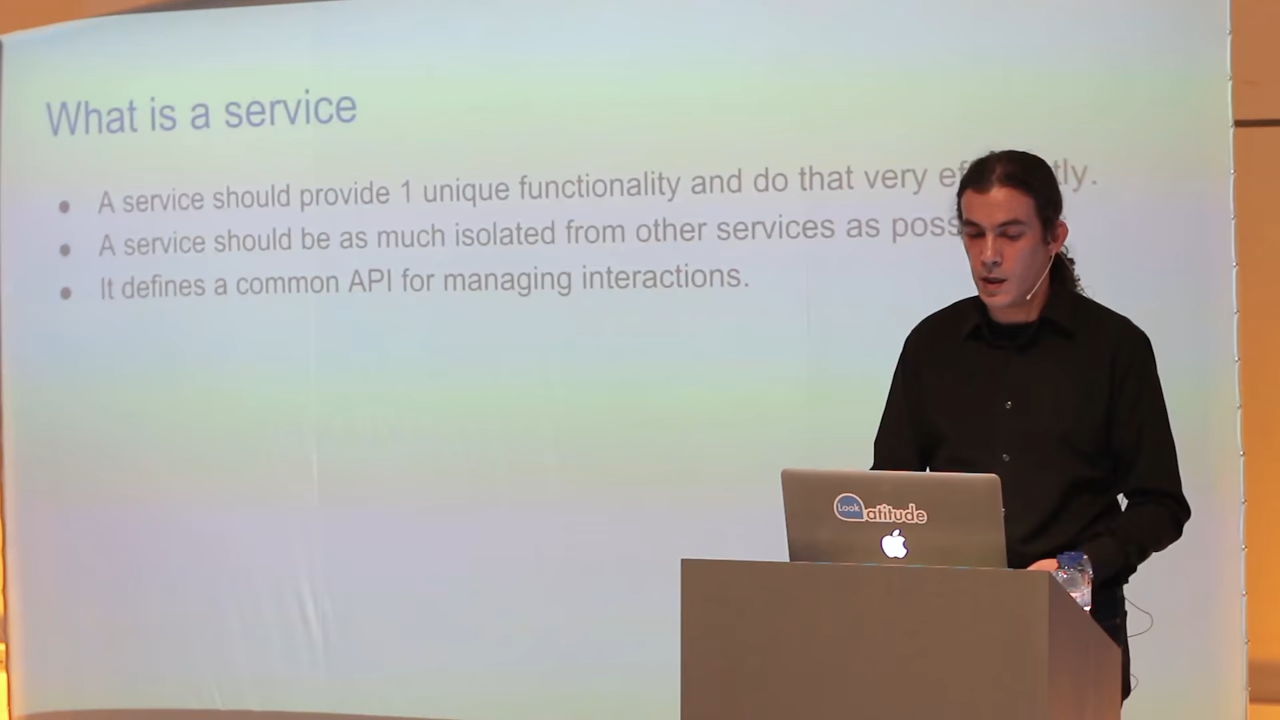 What is a service
● A service should provide 1 unique functionality and do that very
● A service should be as much isolated from other services as
● It defines a common API for managing interactions.
Look
atitude